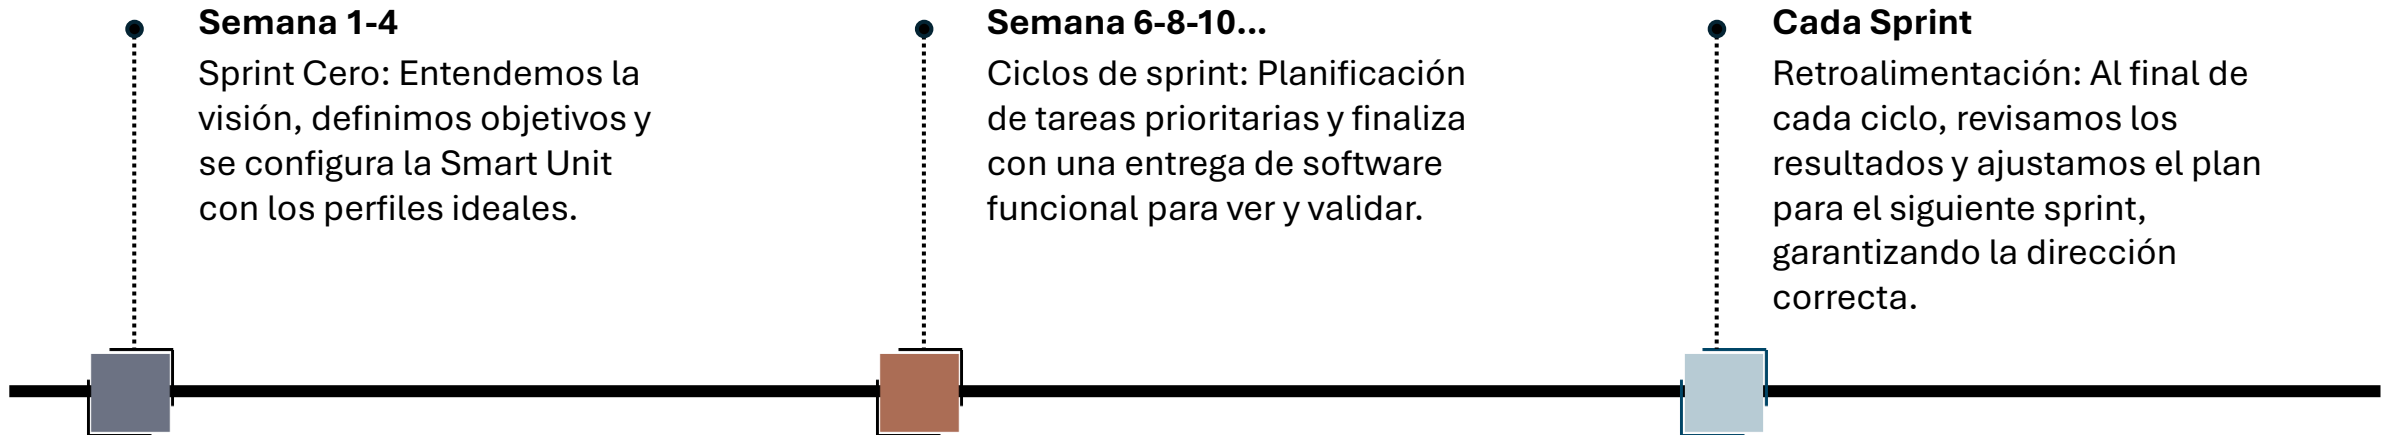 Semana 1-4
Sprint Cero: Entendemos la
visión, definimos objetivos y
se configura la Smart Unit
con los perfiles ideales.
Semana 6-8-10...
Ciclos de sprint: Planificación
de tareas prioritarias y finaliza
con una entrega de software
funcional para ver y validar.
Cada Sprint
Retroalimentación: Al final de
cada ciclo, revisamos los
resultados y ajustamos el plan
para el siguiente sprint,
garantizando la dirección
correcta.